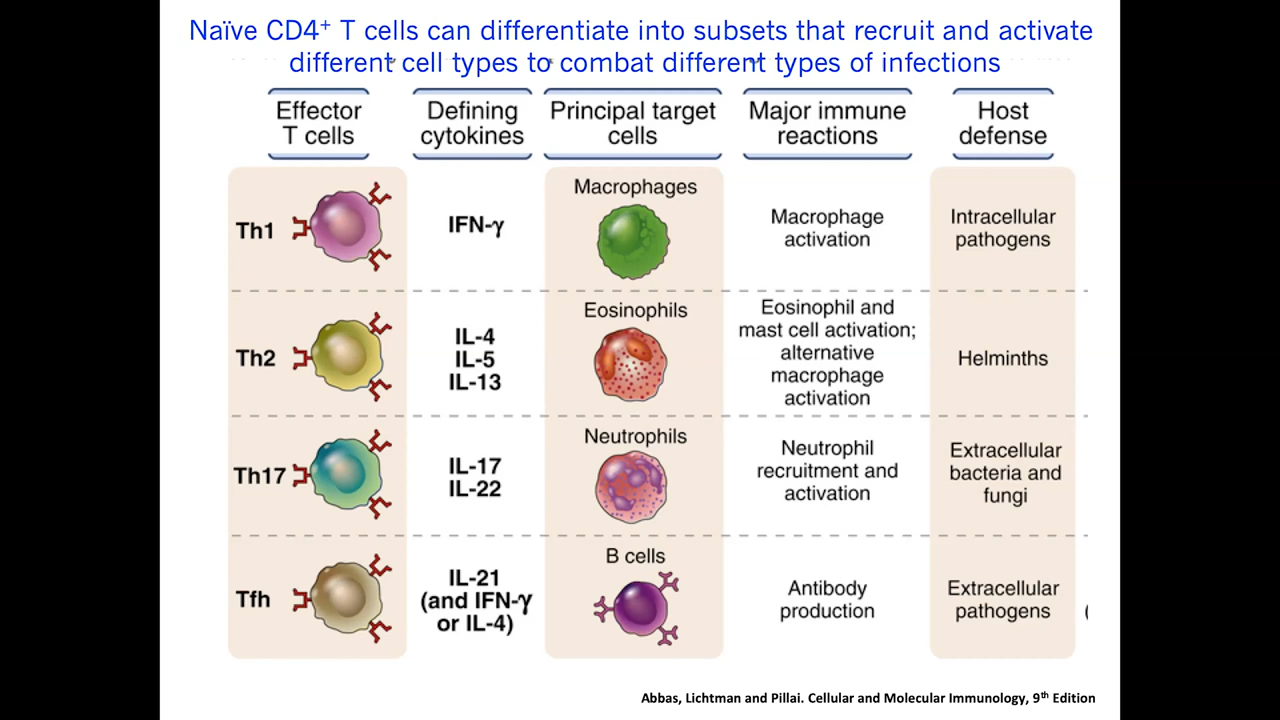 Naïve CD4⁺ T cells can differentiate into subsets that recruit and activate
different cell types to combat different types of infections
Effector
T cells
Defining
cytokines
Principal target
cells
Major immune
reactions
Host
defense
Th1
IFN-γ
Macrophages
Macrophage
activation
Intracellular
pathogens
Th2
IL-4
IL-5
IL-13
Eosinophils
Eosinophil and
mast cell activation;
alternative
macrophage
activation
Helminths
Th17
IL-17
IL-22
Neutrophils
Neutrophil
recruitment and
activation
Extracellular
bacteria and
fungi
Tfh
IL-21
(and IFN-γ
or IL-4)
B cells
Antibody
production
Extracellular
pathogens
(
Abbas, Lichtman and Pillai. Cellular and Molecular Immunology, 9ᵗʰ Edition